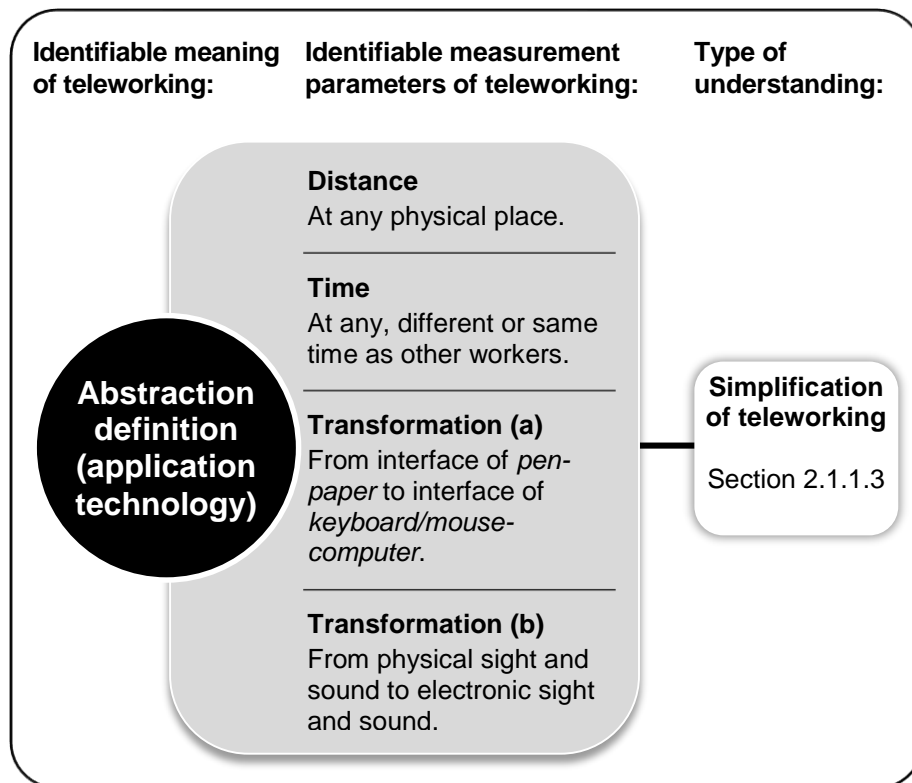 Identifiable meaning
of teleworking:
Identifiable measurement
parameters of teleworking:
Type of
understanding:
Abstraction
definition
(application
technology)
Distance
At any physical place.
Time
At any, different or same
time as other workers.
Transformation (a)
From interface of pen-
paper to interface of
keyboard/mouse-
computer.
Transformation (b)
From physical sight and
sound to electronic sight
and sound.
Simplification
of teleworking
Section 2.1.1.3